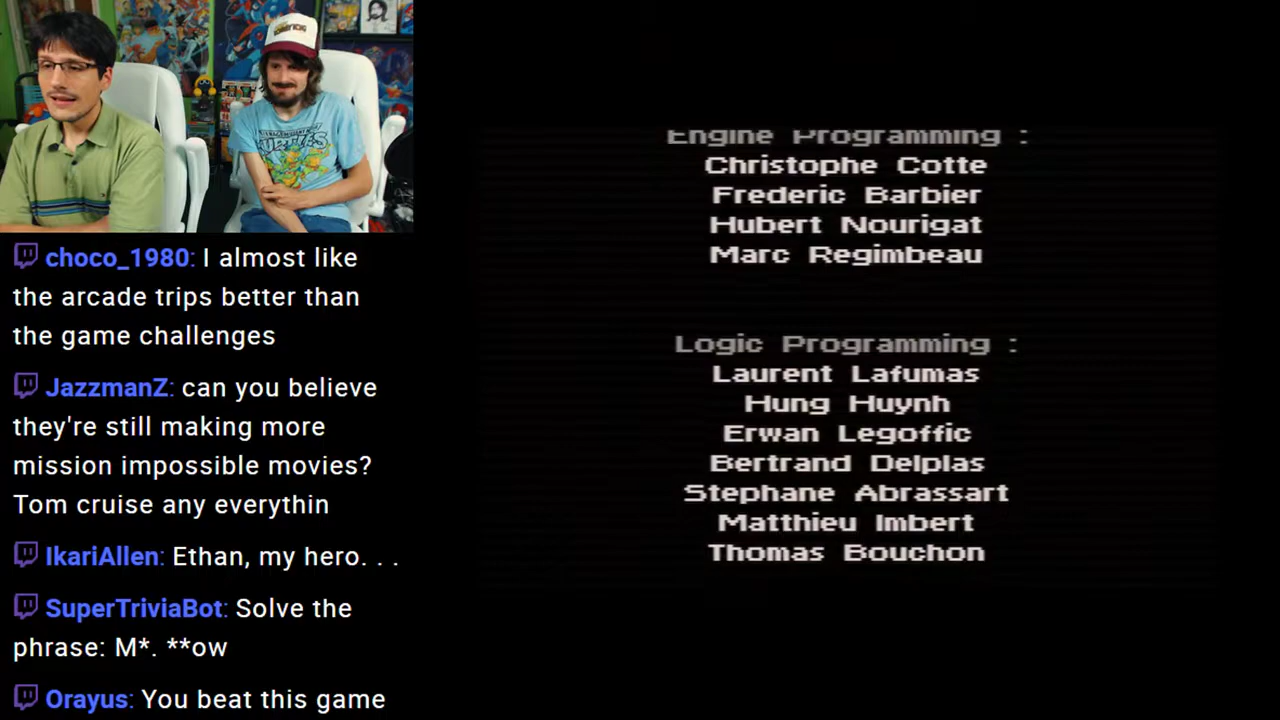 Engine Programming :
Christophe Cotte
Frederic Barbier
Hubert Nourigat
Marc Regimbeau
Logic Programming :
Laurent Lafumas
Hung Huynh
Erwan Legoffic
Bertrand Delplas
Stephane Abrassart
Matthieu Imbert
Thomas Bouchon
choco_1980: I almost like
the arcade trips better than
the game challenges
JazzmanZ: can you believe
they're still making more
mission impossible movies?
Tom cruise any everythin
IkariAllen: Ethan, my hero. . .
SuperTriviaBot: Solve the
phrase: M*. **ow
Orayus: You beat this game